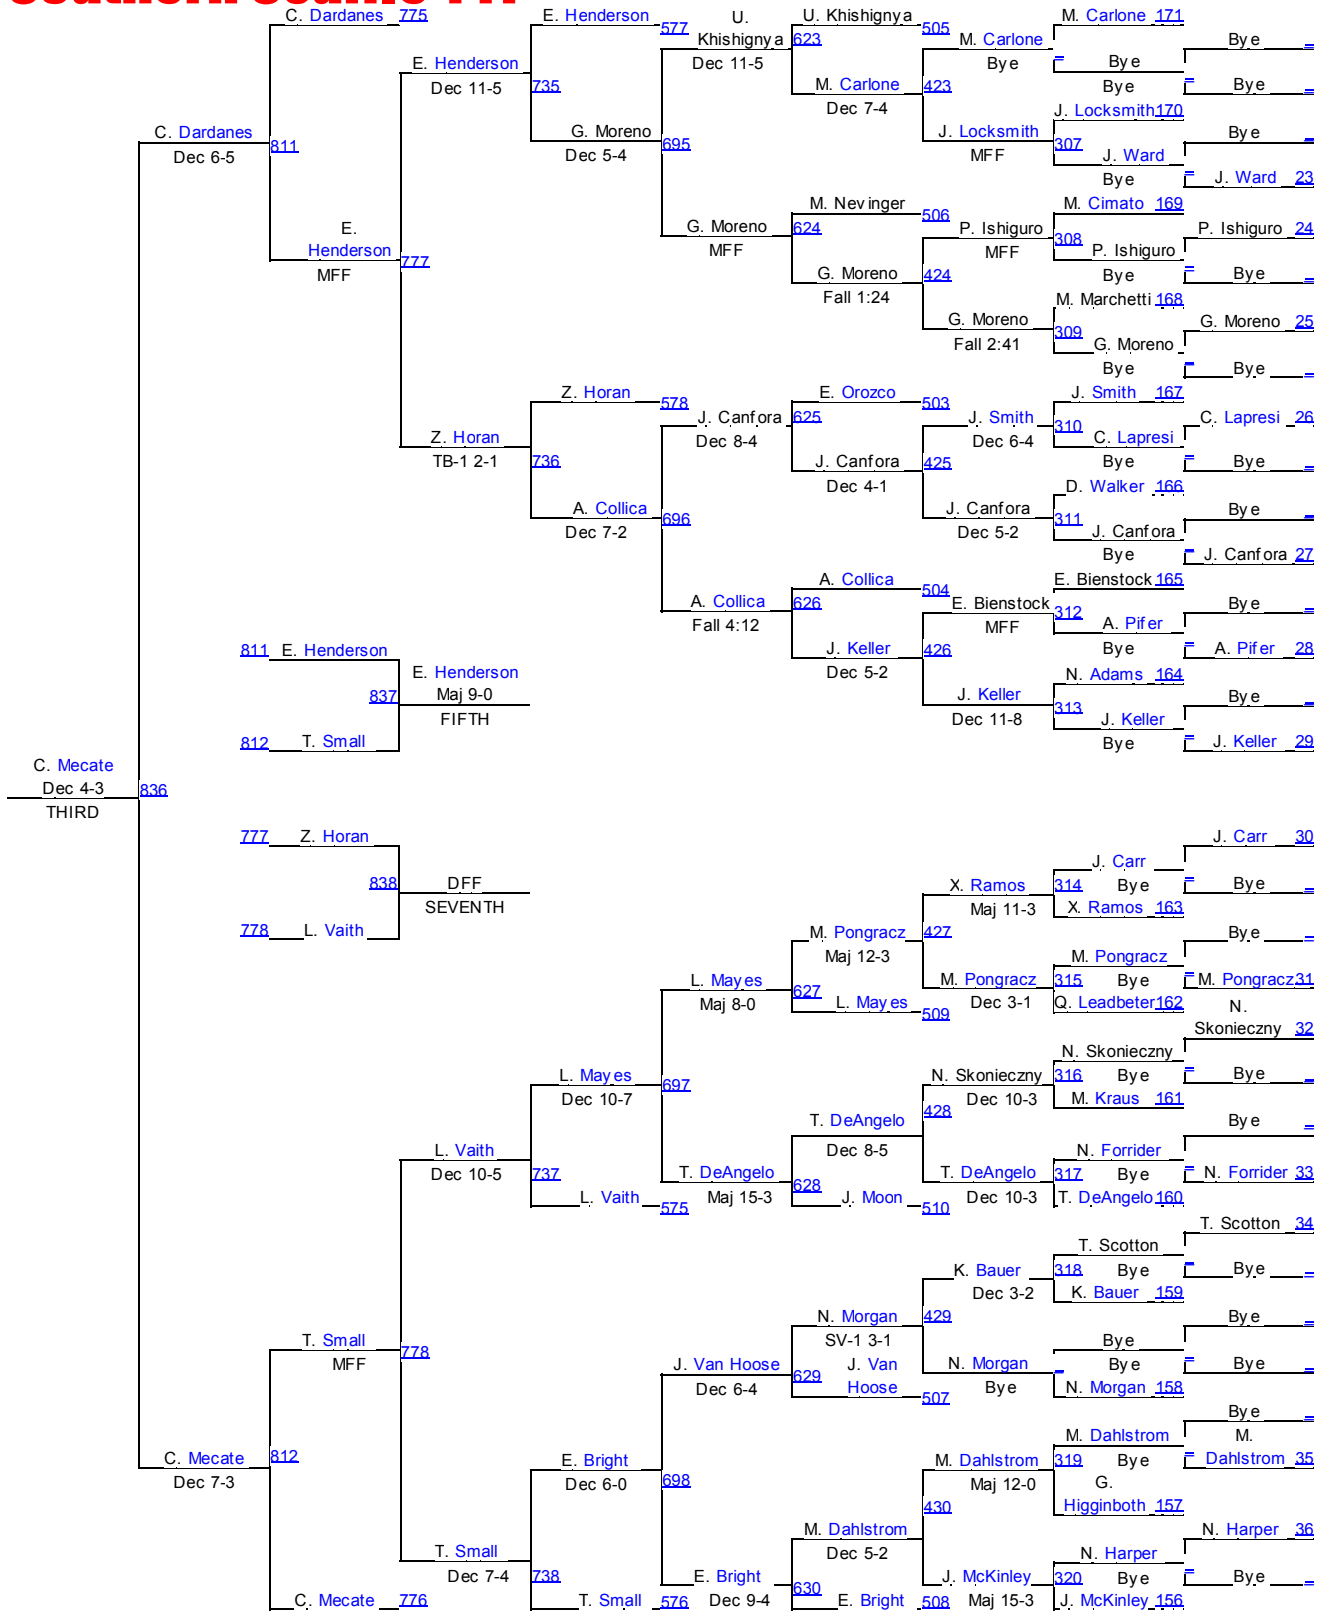 C. Dardanes 775
E. Henderson 577
U.
Khishignya 623
Dec 11-5
U. Khishignya 505
M. Carlone 171
M. Carlone
Bye
Bye
Bye
Bye
Bye
E. Henderson
Dec 11-5
735
M. Carlone 423
Dec 7-4
C. Dardanes
Dec 6-5
811
G. Moreno
Dec 5-4
695
J. Locksmith
MFF
307
J. Locksmith 170
J. Ward
Bye
Bye
J. Ward 23
E.
Henderson
MFF
777
G. Moreno
MFF
M. Nevinger 506
624
G. Moreno
Fall 1:24
424
P. Ishiguro
MFF
308
M. Cimato 169
P. Ishiguro
Bye
P. Ishiguro 24
Bye
G. Moreno
Fall 2:41
309
M. Marchetti 168
G. Moreno
Bye
G. Moreno 25
Bye
Z. Horan
TB-1 2-1
736
Z. Horan 578
J. Canfora 625
Dec 8-4
E. Orozco 503
J. Canfora
Dec 4-1
425
J. Smith
Dec 6-4
310
J. Smith 167
C. Lapresi
Bye
C. Lapresi 26
Bye
A. Collica
Dec 7-2
696
J. Canfora
Dec 5-2
311
D. Walker 166
J. Canfora
Bye
Bye
J. Canfora 27
A. Collica
Fall 4:12
626
A. Collica 504
J. Keller
Dec 5-2
426
E. Bienstock
MFF
312
E. Bienstock 165
A. Pifer
Bye
Bye
A. Pifer 28
J. Keller
Dec 11-8
313
N. Adams 164
J. Keller
Bye
Bye
J. Keller 29
811 E. Henderson
837
812 T. Small
E. Henderson
Maj 9-0
FIFTH
C. Mecate
Dec 4-3
THIRD
836
777 Z. Horan
838
778 L. Vaith
DFF
SEVENTH
L. Mayes
Maj 8-0
627
M. Pongracz
Maj 12-3
427
L. Mayes 509
X. Ramos
Maj 11-3
314
J. Carr
Bye
X. Ramos 163
J. Carr 30
Bye
M. Pongracz
Dec 3-1
315
M. Pongracz
Bye
Q. Leadbeter 162
Bye
M. Pongracz 31
L. Vaith
Dec 10-5
737
L. Mayes
Dec 10-7
697
L. Vaith 575
T. DeAngelo
Maj 15-3
628
T. DeAngelo
Dec 8-5
428
J. Moon 510
N. Skonieczny
Dec 10-3
316
N. Skonieczny
Bye
M. Kraus 161
N.
Skonieczny 32
Bye
T. DeAngelo
Dec 10-3
317
N. Forrider
Bye
T. DeAngelo 160
Bye
N. Forrider 33
T. Small
MFF
778
J. Van Hoose
Dec 6-4
629
N. Morgan
SV-1 3-1
429
J. Van
Hoose 507
K. Bauer
Dec 3-2
318
T. Scotton
Bye
K. Bauer 159
T. Scotton 34
Bye
N. Morgan
Bye
Bye
Bye
N. Morgan 158
Bye
Bye
C. Mecate
Dec 7-3
812
E. Bright
Dec 6-0
698
M. Dahlstrom
Maj 12-0
430
M. Dahlstrom
319 Bye
G.
Higginboth 157
Bye
M.
Dahlstrom 35
T. Small
Dec 7-4
738
E. Bright
Dec 9-4
630
M. Dahlstrom
Dec 5-2
J. McKinley
Maj 15-3
320
N. Harper
Bye
N. Harper 36
Bye
C. Mecate 776
T. Small 576
E. Bright 508
J. McKinley 156